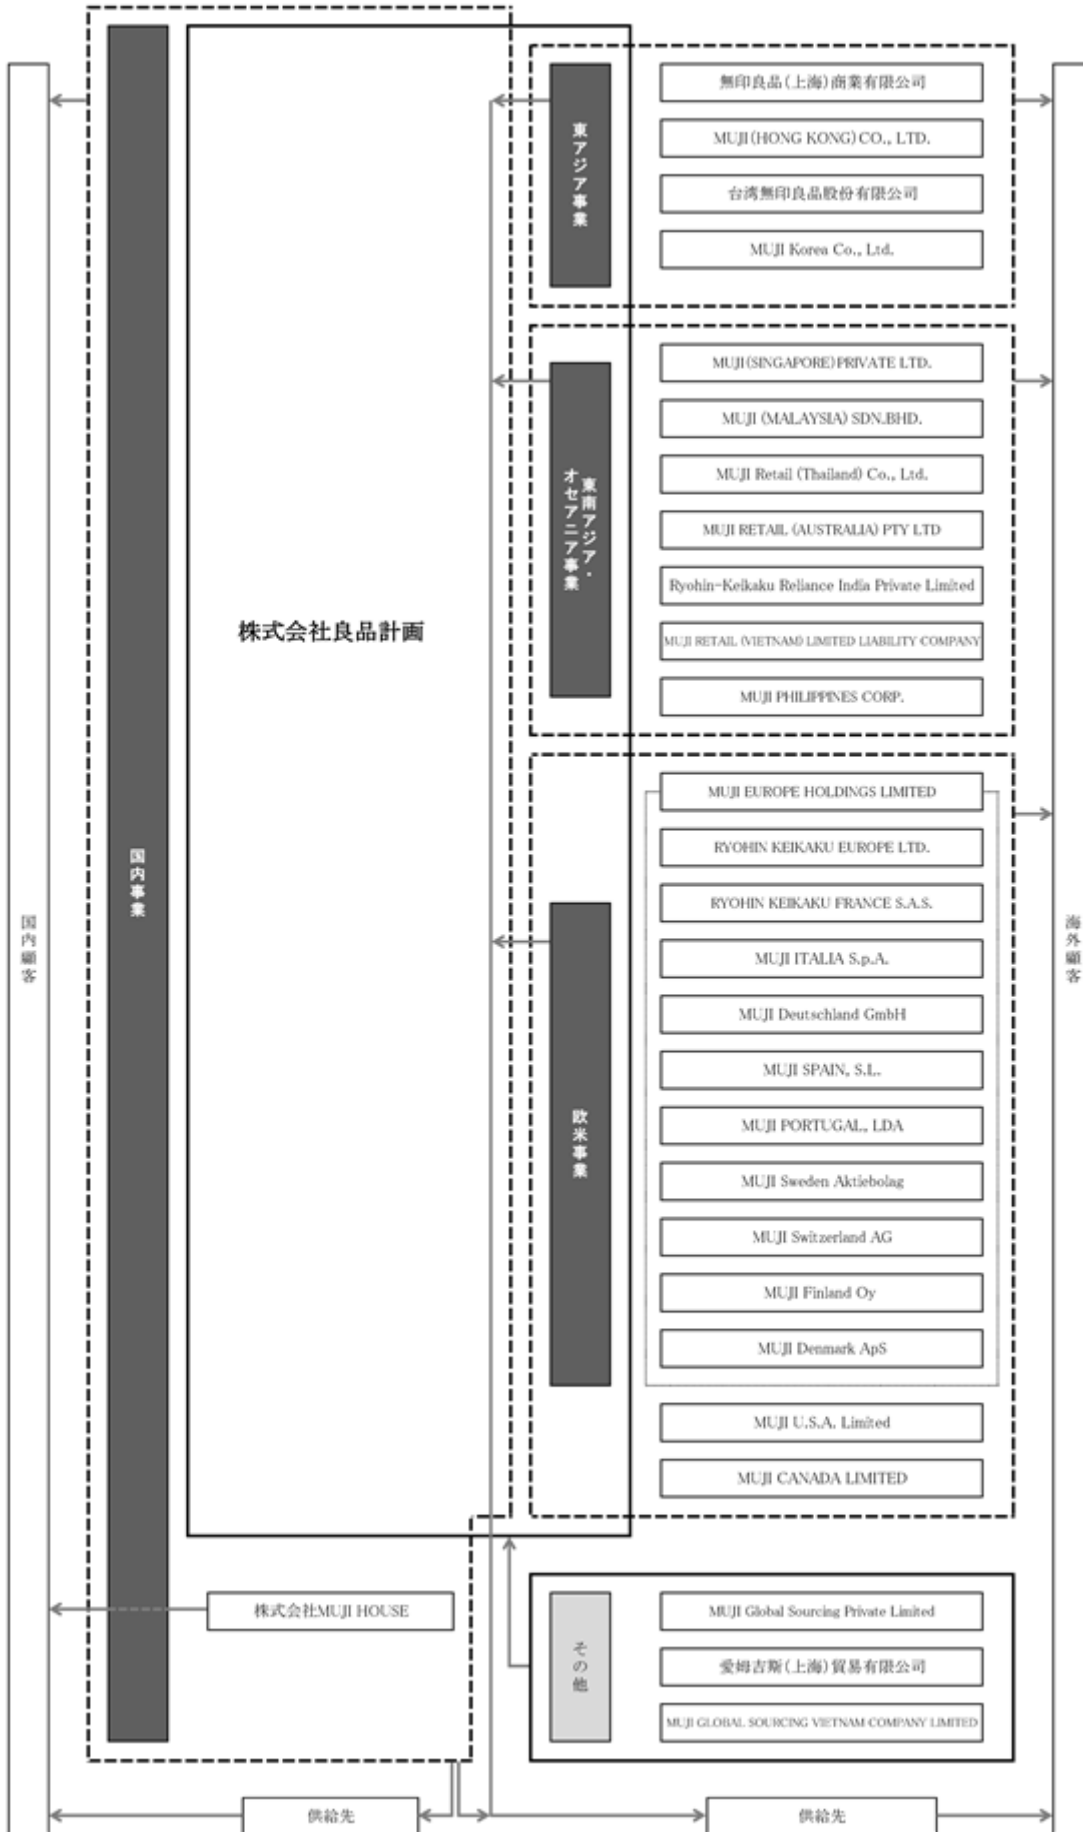 国内顧客
国内事業
株式会社良品計画
東アジア事業
無印良品(上海)商業有限公司
MUJI(HONG KONG)CO., LTD.
台湾無印良品股份有限公司
MUJI Korea Co., Ltd.
東南アジア・
オセアニア事業
MUJI(SINGAPORE)PRIVATE LTD.
MUJI (MALAYSIA) SDN.BHD.
MUJI Retail (Thailand) Co., Ltd.
MUJI RETAIL (AUSTRALIA) PTY LTD
Ryohin-Keikaku Reliance India Private Limited
MUJI RETAIL (VIETNAM) LIMITED LIABILITY COMPANY
MUJI PHILIPPINES CORP.
欧米事業
MUJI EUROPE HOLDINGS LIMITED
RYOHIN KEIKAKU EUROPE LTD.
RYOHIN KEIKAKU FRANCE S.A.S.
MUJI ITALIA S.p.A.
MUJI Deutschland GmbH
MUJI SPAIN, S.L.
MUJI PORTUGAL, LDA
MUJI Sweden Aktiebolag
MUJI Switzerland AG
MUJI Finland Oy
MUJI Denmark ApS
MUJI U.S.A. Limited
MUJI CANADA LIMITED
海外顧客
株式会社MUJI HOUSE
その他
MUJI Global Sourcing Private Limited
愛姆吉斯(上海)貿易有限公司
MUJI GLOBAL SOURCING VIETNAM COMPANY LIMITED
供給先
供給先